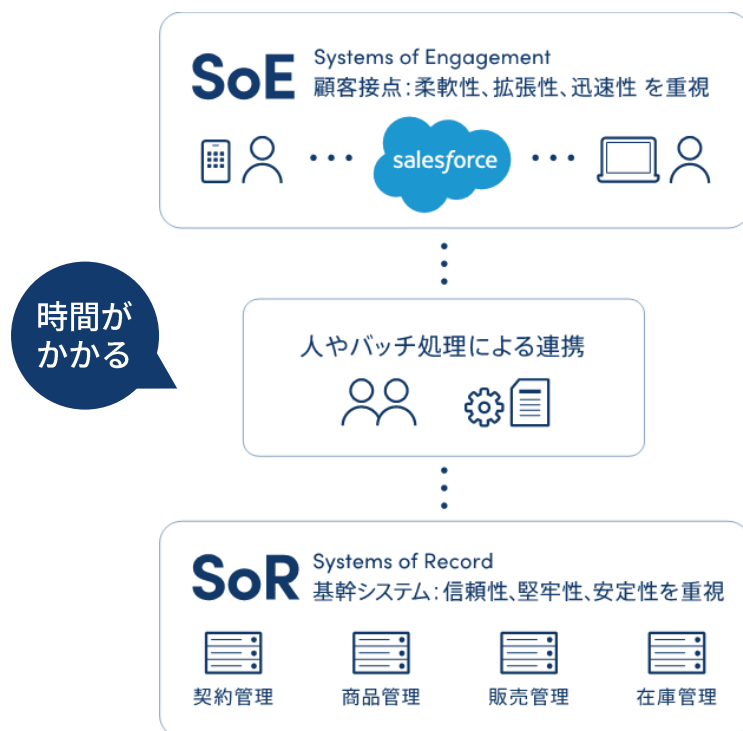 SoE
Systems of Engagement
顧客接点：柔軟性、拡張性、迅速性 を重視
salesforce
時間が
かかる
人やバッチ処理による連携
SoR
Systems of Record
基幹システム：信頼性、堅牢性、安定性を重視
契約管理
商品管理
販売管理
在庫管理